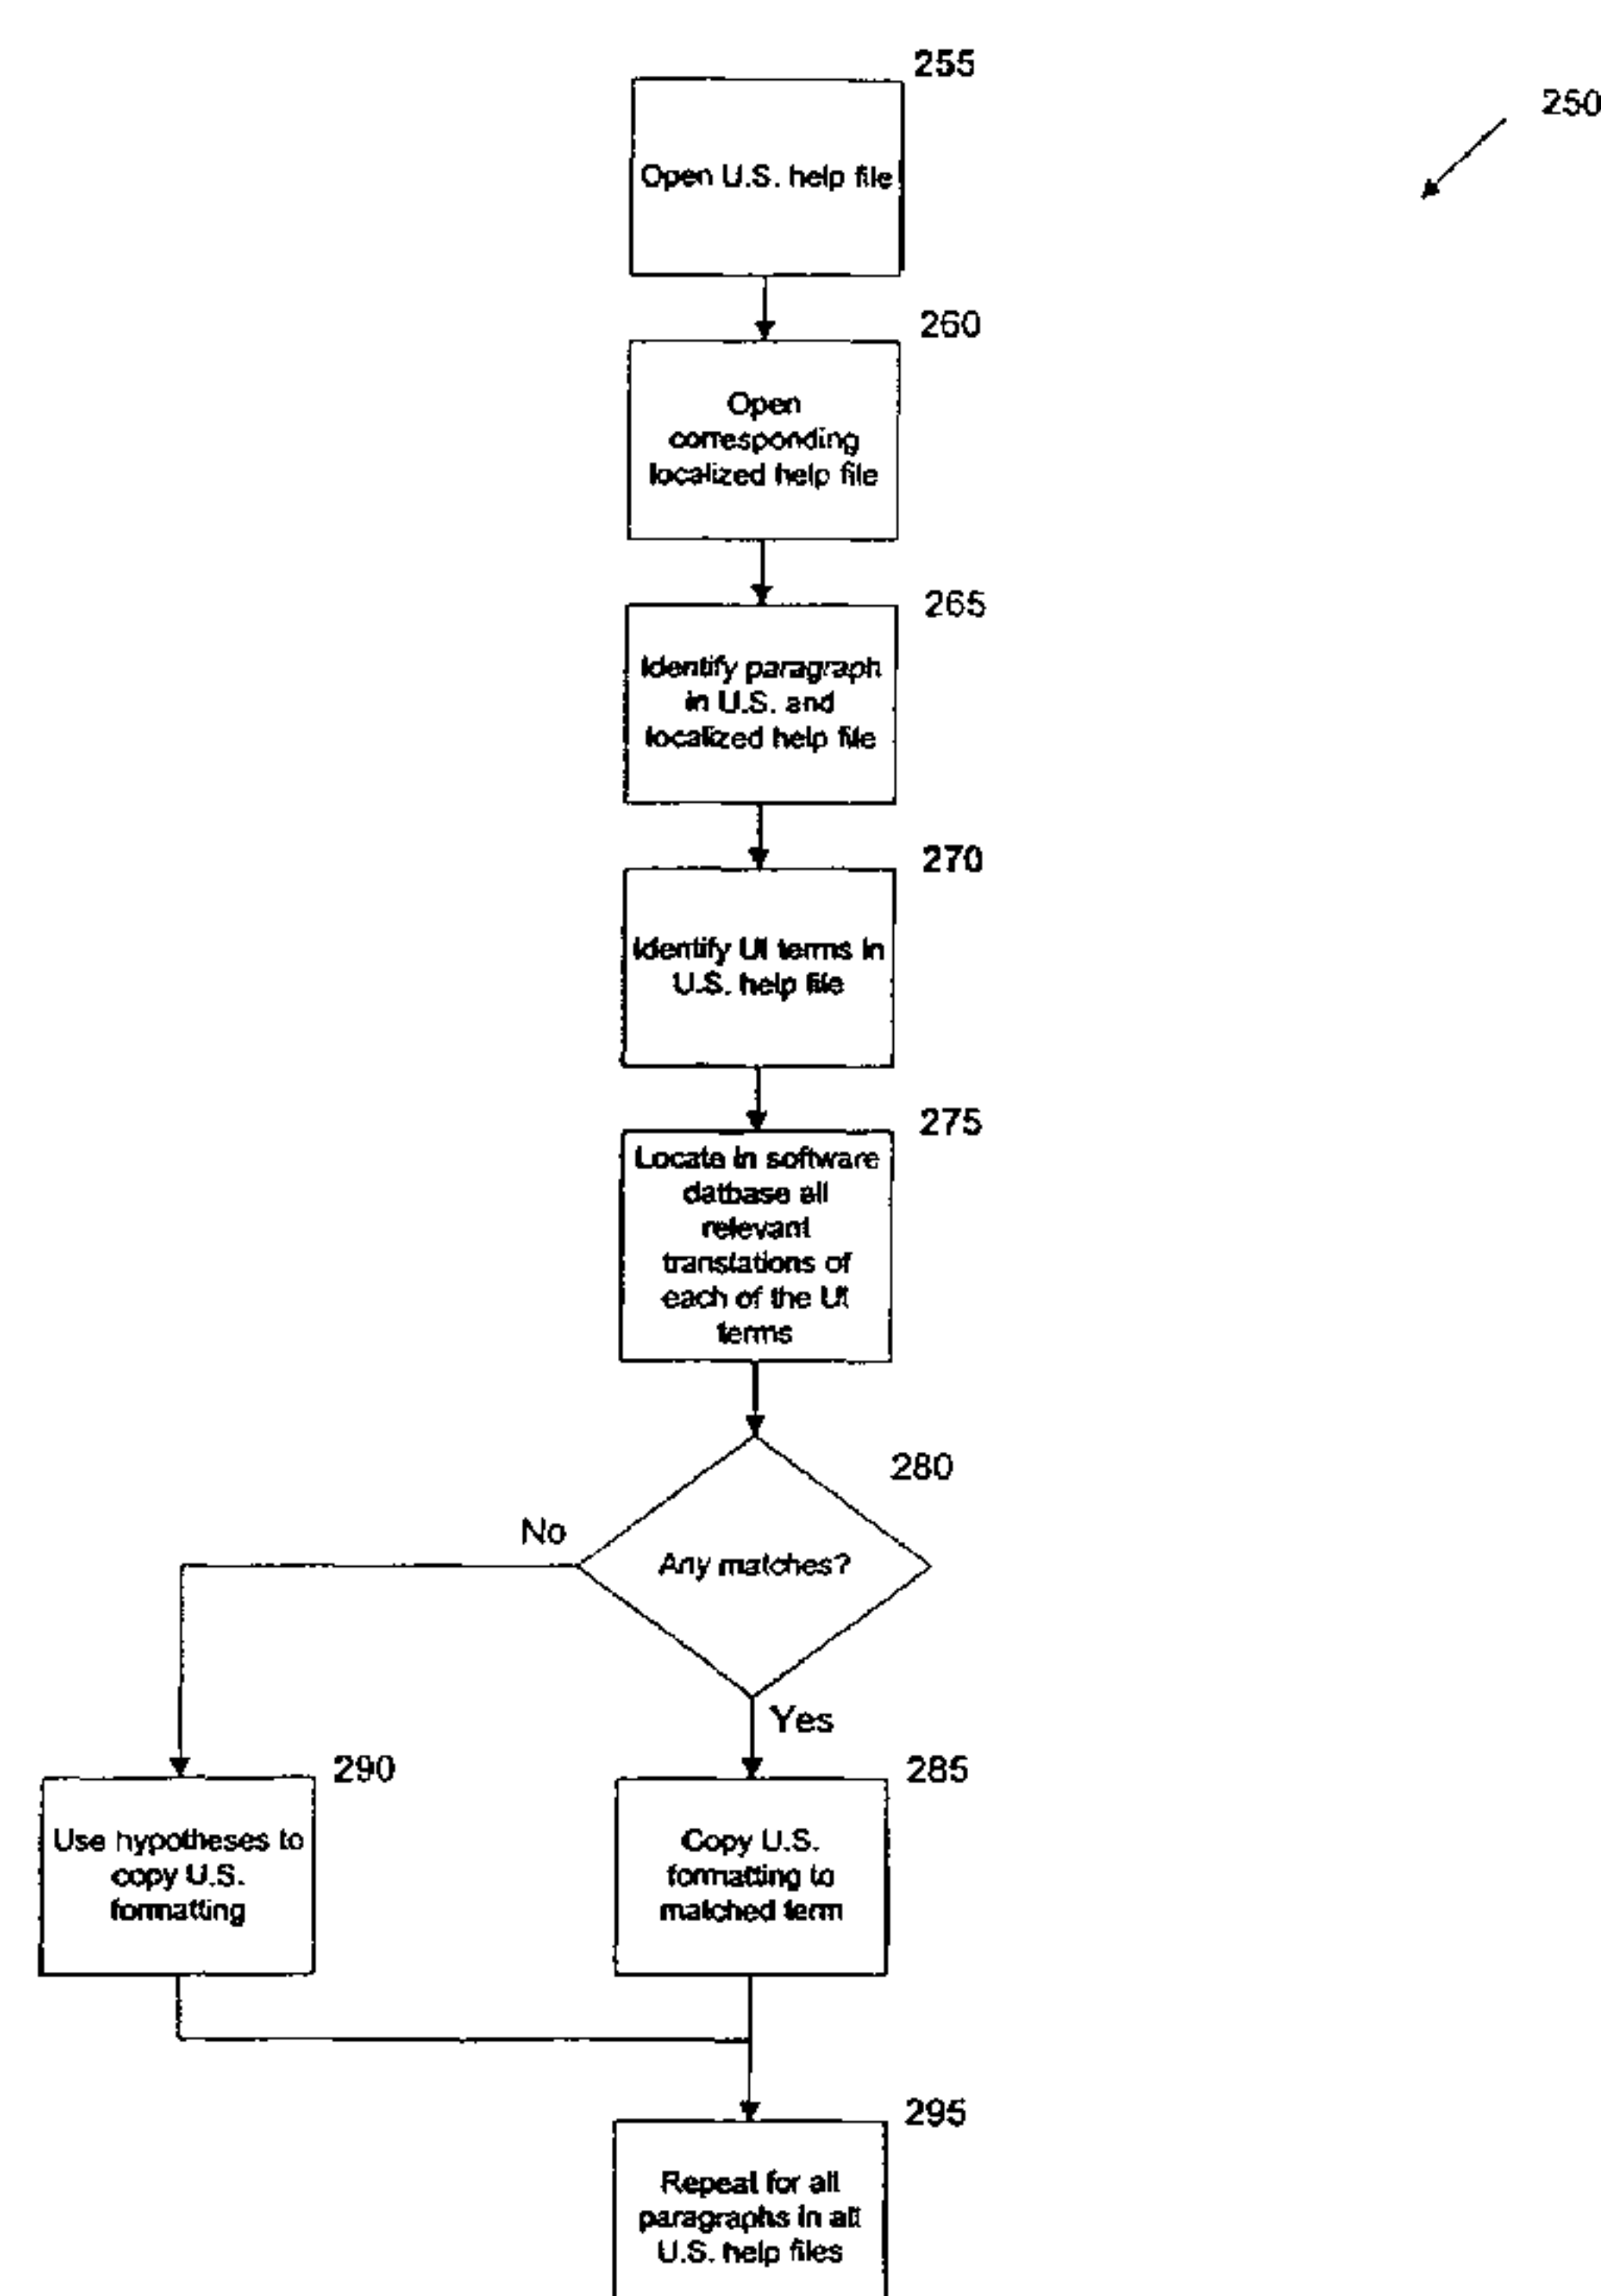 255
250
Open U.S. help file
260
Open
corresponding
localized help file
265
Identify paragraph
in U.S. and
localized help file
270
Identify UI terms in
U.S. help file
275
Locate in software
datbase all
relevant
translations of
each of the UI
terms
280
No
Any matches?
Yes
290
285
Use hypotheses to
copy U.S.
formatting
Copy U.S.
formatting to
matched term
295
Repeat for all
paragraphs in all
U.S. help files